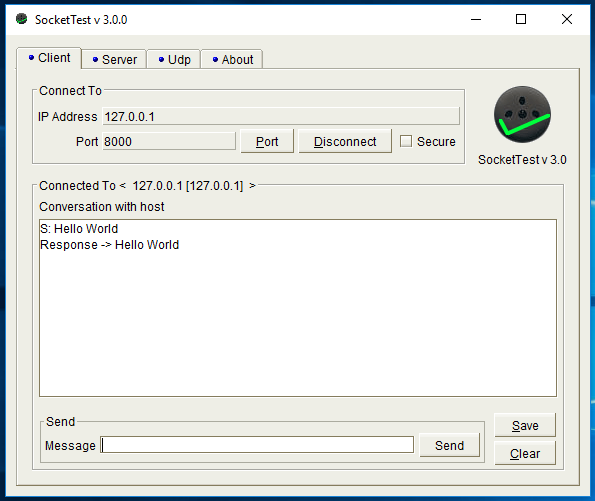 SocketTest v 3.0.0
Client
Server
Udp
About
Connect To
IP Address 127.0.0.1
Port 8000 Port Disconnect Secure
SocketTest v 3.0
Connected To < 127.0.0.1 [127.0.0.1] >
Conversation with host
S: Hello World
Response -> Hello World
Send
Message Send
Save
Clear